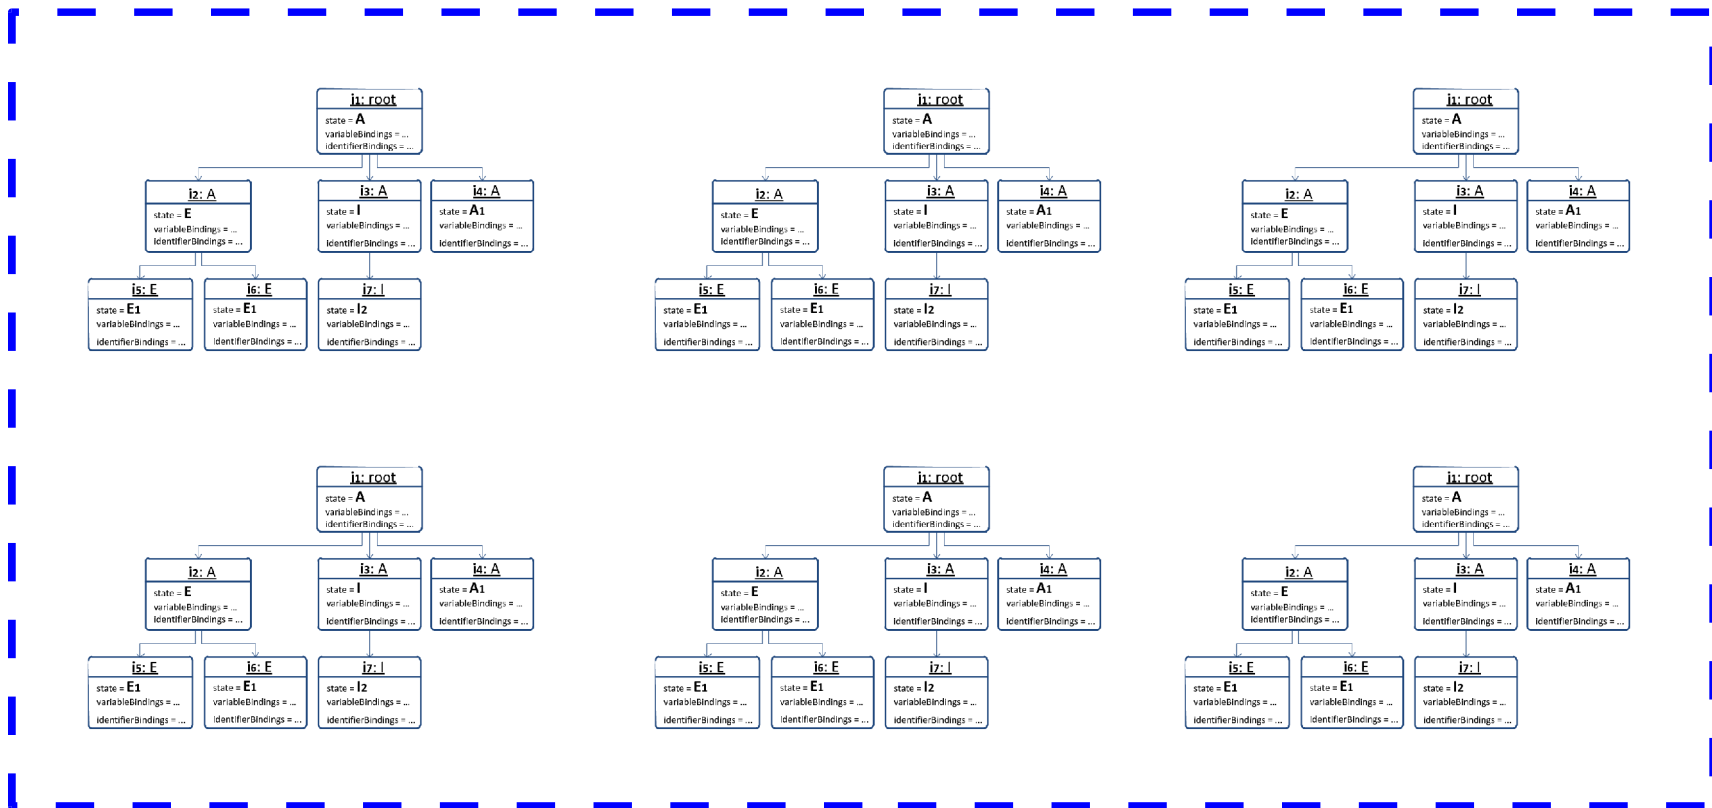 i1: root
state = A
variableBindings = ...
identifierBindings = ...
i2: A
state = E
variableBindings = ...
identifierBindings = ...
i3: A
state = I
variableBindings = ...
identifierBindings = ...
i4: A
state = A1
variableBindings = ...
identifierBindings = ...
i5: E
state = E1
variableBindings = ...
identifierBindings = ...
i6: E
state = E1
variableBindings = ...
identifierBindings = ...
i7: I
state = I2
variableBindings = ...
identifierBindings = ...
i1: root
state = A
variableBindings = ...
identifierBindings = ...
i2: A
state = E
variableBindings = ...
identifierBindings = ...
i3: A
state = I
variableBindings = ...
identifierBindings = ...
i4: A
state = A1
variableBindings = ...
identifierBindings = ...
i5: E
state = E1
variableBindings = ...
identifierBindings = ...
i6: E
state = E1
variableBindings = ...
identifierBindings = ...
i7: I
state = I2
variableBindings = ...
identifierBindings = ...
i1: root
state = A
variableBindings = ...
identifierBindings = ...
i2: A
state = E
variableBindings = ...
identifierBindings = ...
i3: A
state = I
variableBindings = ...
identifierBindings = ...
i4: A
state = A1
variableBindings = ...
identifierBindings = ...
i5: E
state = E1
variableBindings = ...
identifierBindings = ...
i6: E
state = E1
variableBindings = ...
identifierBindings = ...
i7: I
state = I2
variableBindings = ...
identifierBindings = ...
i1: root
state = A
variableBindings = ...
identifierBindings = ...
i2: A
state = E
variableBindings = ...
identifierBindings = ...
i3: A
state = I
variableBindings = ...
identifierBindings = ...
i4: A
state = A1
variableBindings = ...
identifierBindings = ...
i5: E
state = E1
variableBindings = ...
identifierBindings = ...
i6: E
state = E1
variableBindings = ...
identifierBindings = ...
i7: I
state = I2
variableBindings = ...
identifierBindings = ...
i1: root
state = A
variableBindings = ...
identifierBindings = ...
i2: A
state = E
variableBindings = ...
identifierBindings = ...
i3: A
state = I
variableBindings = ...
identifierBindings = ...
i4: A
state = A1
variableBindings = ...
identifierBindings = ...
i5: E
state = E1
variableBindings = ...
identifierBindings = ...
i6: E
state = E1
variableBindings = ...
identifierBindings = ...
i7: I
state = I2
variableBindings = ...
identifierBindings = ...
i1: root
state = A
variableBindings = ...
identifierBindings = ...
i2: A
state = E
variableBindings = ...
identifierBindings = ...
i3: A
state = I
variableBindings = ...
identifierBindings = ...
i4: A
state = A1
variableBindings = ...
identifierBindings = ...
i5: E
state = E1
variableBindings = ...
identifierBindings = ...
i6: E
state = E1
variableBindings = ...
identifierBindings = ...
i7: I
state = I2
variableBindings = ...
identifierBindings = ...